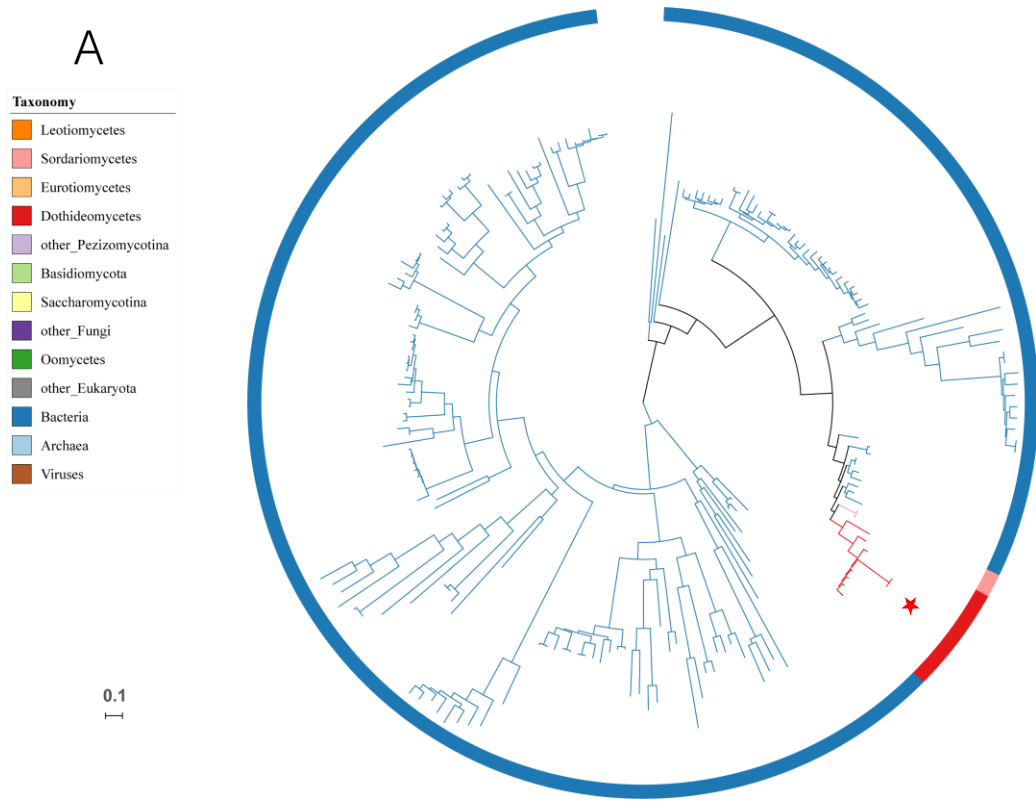 A
Taxonomy
Leotiomycetes
Sordariomycetes
Eurotiomycetes
Dothideomycetes
other_Pezizomycotina
Basidiomycota
Saccharomycotina
other_Fungi
Oomycetes
other_Eukaryota
Bacteria
Archaea
Viruses
0.1